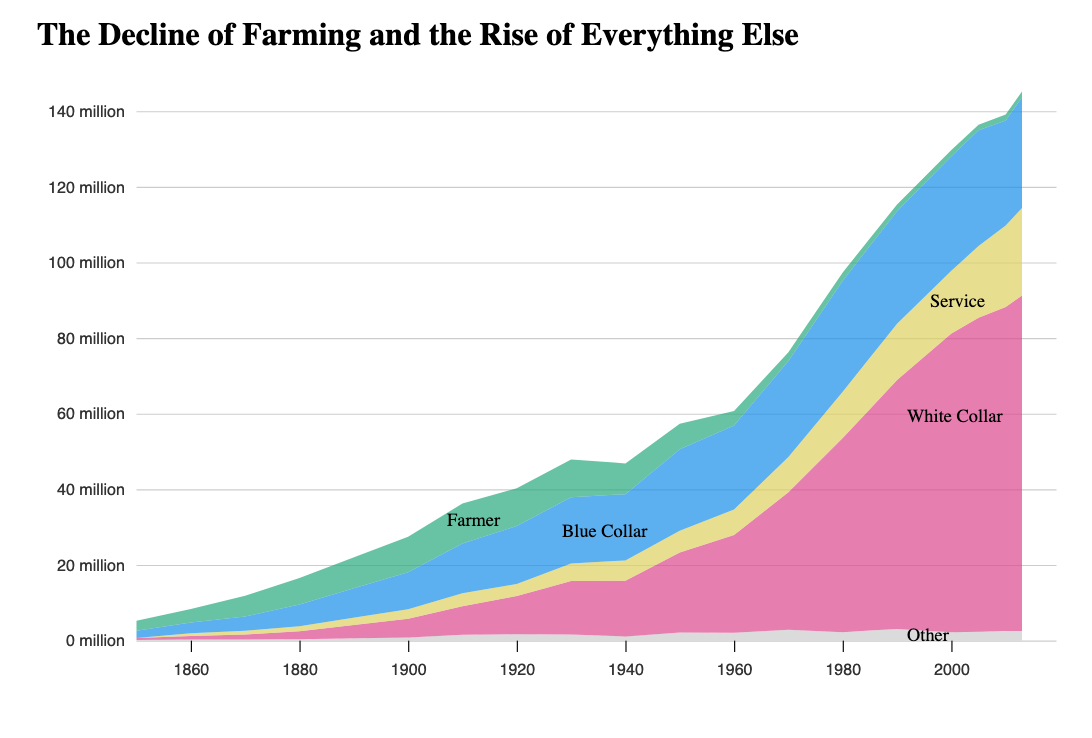 The Decline of Farming and the Rise of Everything Else
140 million
120 million
100 million
80 million
60 million
40 million
20 million
0 million
Service
White Collar
Farmer
Blue Collar
Other
1860 1880 1900 1920 1940 1960 1980 2000